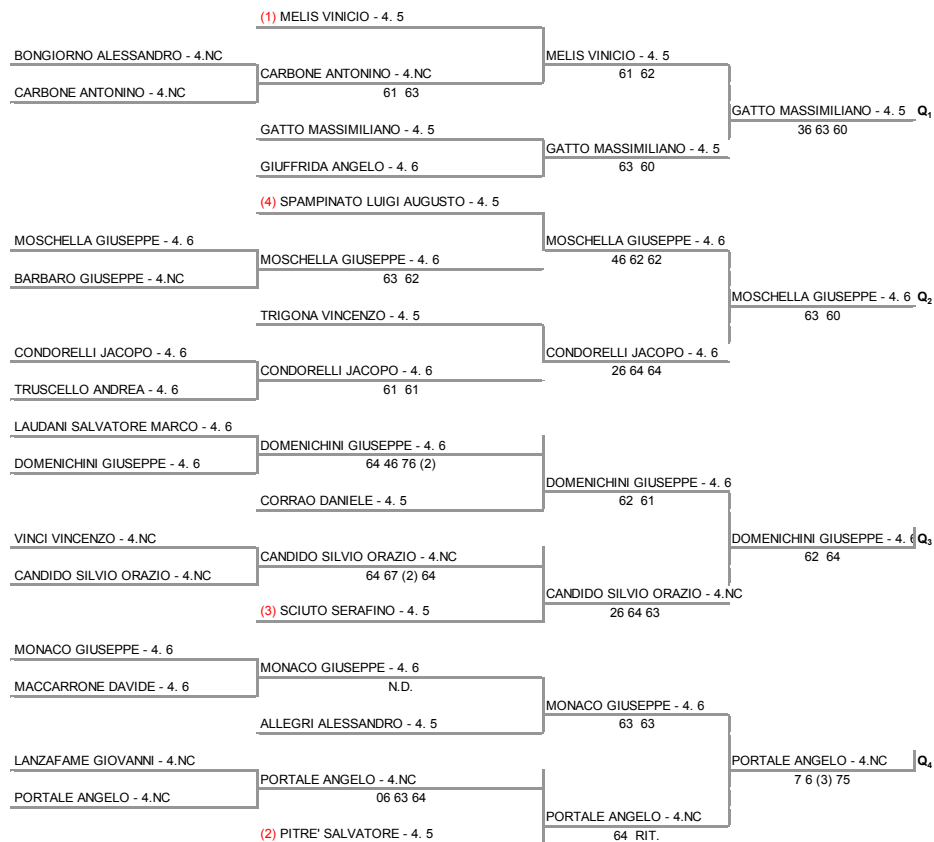 (1) MELIS VINICIO - 4. 5
BONGIORNO ALESSANDRO - 4.NC
MELIS VINICIO - 4. 5
61 62
CARBONE ANTONINO - 4.NC
61 63
CARBONE ANTONINO - 4.NC
GATTO MASSIMILIANO - 4. 5 Q1
36 63 60
GATTO MASSIMILIANO - 4. 5
GATTO MASSIMILIANO - 4. 5
63 60
GIUFFRIDA ANGELO - 4. 6
(4) SPAMPINATO LUIGI AUGUSTO - 4. 5
MOSCHELLA GIUSEPPE - 4. 6
MOSCHELLA GIUSEPPE - 4. 6
46 62 62
MOSCHELLA GIUSEPPE - 4. 6
63 62
BARBARO GIUSEPPE - 4.NC
MOSCHELLA GIUSEPPE - 4. 6 Q2
63 60
TRIGONA VINCENZO - 4. 5
CONDORELLI JACOPO - 4. 6
CONDORELLI JACOPO - 4. 6
26 64 64
CONDORELLI JACOPO - 4. 6
61 61
TRUSCELLO ANDREA - 4. 6
LAUDANI SALVATORE MARCO - 4. 6
DOMENICHINI GIUSEPPE - 4. 6
64 46 76 (2)
DOMENICHINI GIUSEPPE - 4. 6
DOMENICHINI GIUSEPPE - 4. 6
62 61
CORRAO DANIELE - 4. 5
VINCI VINCENZO - 4.NC
DOMENICHINI GIUSEPPE - 4. 6 Q3
62 64
CANDIDO SILVIO ORAZIO - 4.NC
64 67 (2) 64
CANDIDO SILVIO ORAZIO - 4.NC
CANDIDO SILVIO ORAZIO - 4.NC
26 64 63
(3) SCIUTO SERAFINO - 4. 5
MONACO GIUSEPPE - 4. 6
MONACO GIUSEPPE - 4. 6
N.D.
MACCARRONE DAVIDE - 4. 6
MONACO GIUSEPPE - 4. 6
63 63
ALLEGRI ALESSANDRO - 4. 5
LANZAFAME GIOVANNI - 4.NC
PORTALE ANGELO - 4.NC Q4
7 6 (3) 75
PORTALE ANGELO - 4.NC
06 63 64
PORTALE ANGELO - 4.NC
PORTALE ANGELO - 4.NC
64 RIT.
(2) PITRE' SALVATORE - 4. 5